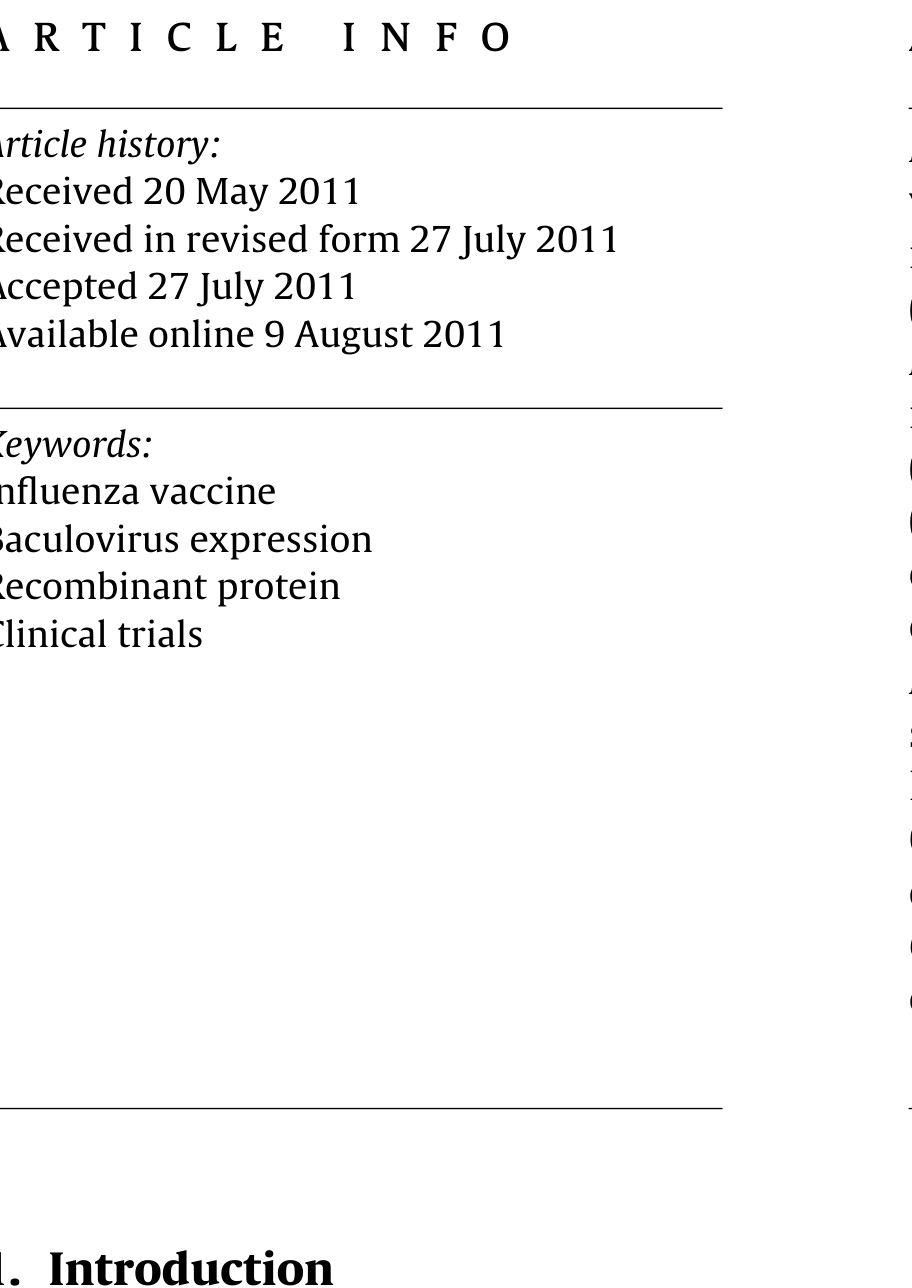 ARTICLE INFO
Article history:
Received 20 May 2011
Received in revised form 27 July 2011
Accepted 27 July 2011
Available online 9 August 2011
Keywords:
Influenza vaccine
Baculovirus expression
Recombinant protein
Clinical trials
1. Introduction